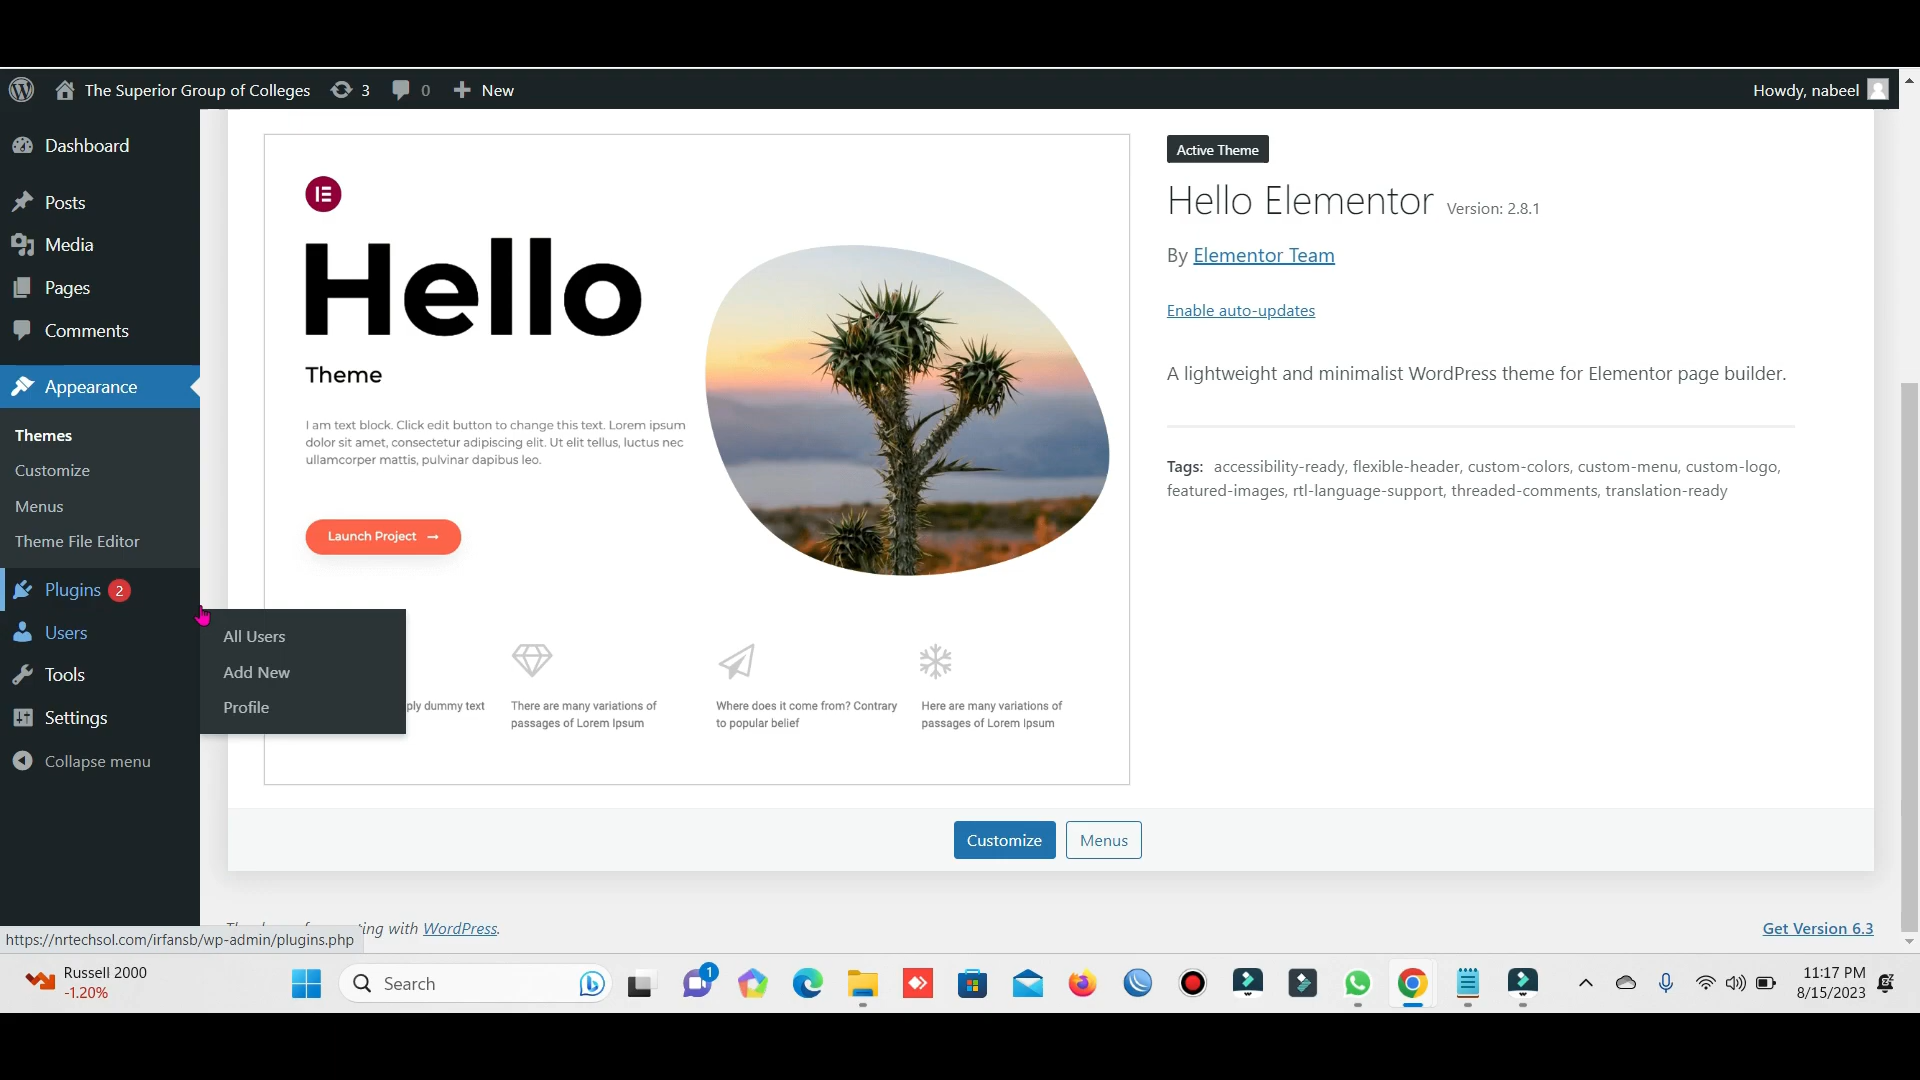 The Superior Group of Colleges
3
0
New
Howdy, nabeel
Dashboard
Posts
Media
Pages
Comments
Appearance
Themes
Customize
Menus
Theme File Editor
Plugins 2
Users
Tools
Settings
Collapse menu
All Users
Add New
Profile
Hello
Theme
I am text block. Click edit button to change this text. Lorem ipsum
dolor sit amet, consectetur adipiscing elit. Ut elit tellus, luctus nec
ullamcorper mattis, pulvinar dapibus leo.
Launch Project →
ply dummy text
There are many variations of
passages of Lorem Ipsum
Where does it come from? Contrary
to popular belief
Here are many variations of
passages of Lorem Ipsum
Active Theme
Hello Elementor Version: 2.8.1
By Elementor Team
Enable auto-updates
A lightweight and minimalist WordPress theme for Elementor page builder.
Tags: accessibility-ready, flexible-header, custom-colors, custom-menu, custom-logo,
featured-images, rtl-language-support, threaded-comments, translation-ready
Customize
Menus
with WordPress.
Get Version 6.3
https://nrtechsol.com/irfansb/wp-admin/plugins.php
Russell 2000
-1.20%
Search
1
11:17 PM
8/15/2023